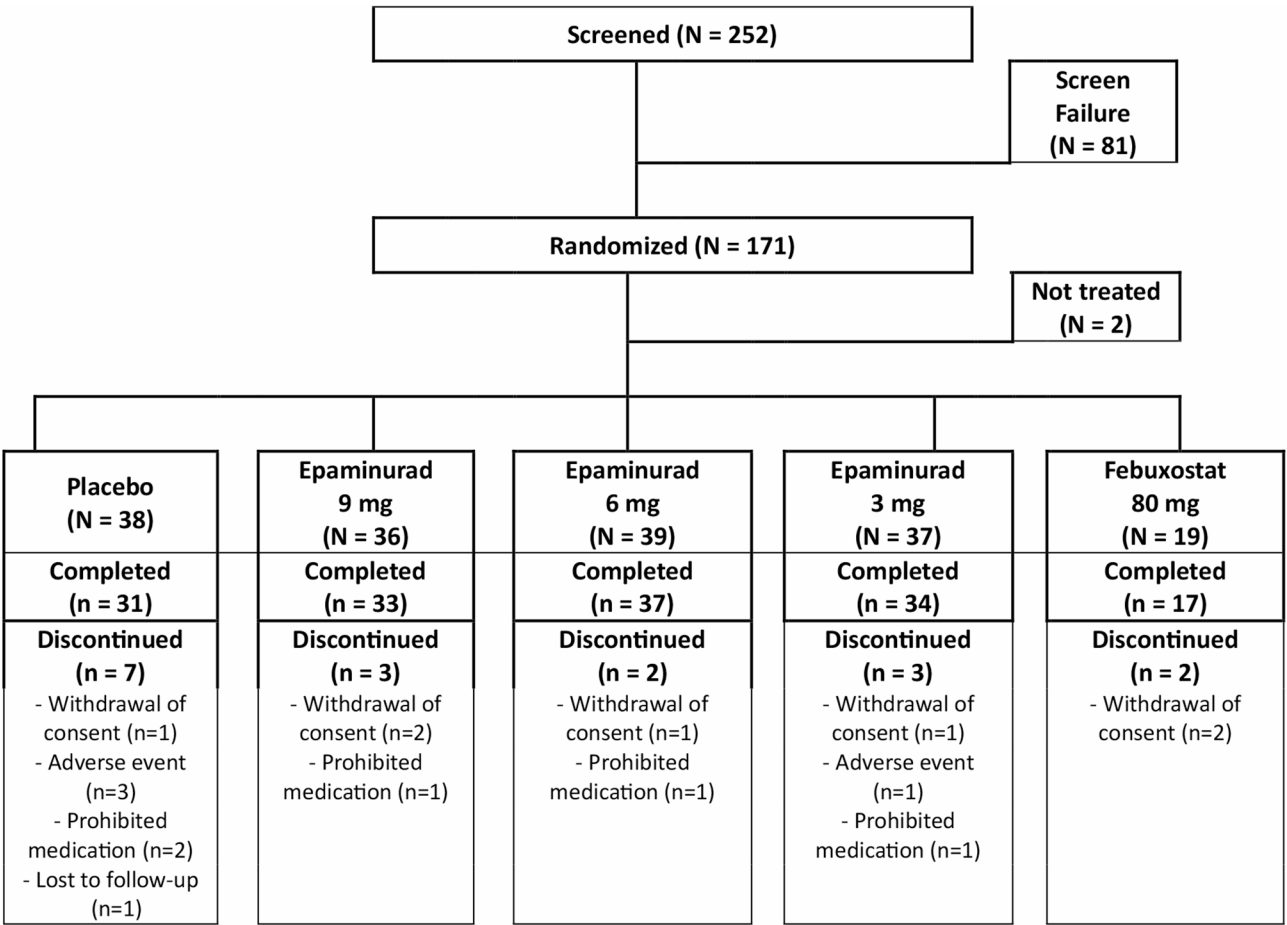 Screened (N = 252)
Screen
Failure
(N = 81)
Randomized (N = 171)
Not treated
(N = 2)
Placebo
(N = 38)
Completed
(n = 31)
Discontinued
(n = 7)
- Withdrawal of
consent (n=1)
- Adverse event
(n=3)
- Prohibited
medication (n=2)
- Lost to follow-up
(n=1)
Epaminurad
9 mg
(N = 36)
Completed
(n = 33)
Discontinued
(n = 3)
- Withdrawal of
consent (n=2)
- Prohibited
medication (n=1)
Epaminurad
6 mg
(N = 39)
Completed
(n = 37)
Discontinued
(n = 2)
- Withdrawal of
consent (n=1)
- Prohibited
medication (n=1)
Epaminurad
3 mg
(N = 37)
Completed
(n = 34)
Discontinued
(n = 3)
- Withdrawal of
consent (n=1)
- Adverse event
(n=1)
- Prohibited
medication (n=1)
Febuxostat
80 mg
(N = 19)
Completed
(n = 17)
Discontinued
(n = 2)
- Withdrawal of
consent (n=2)